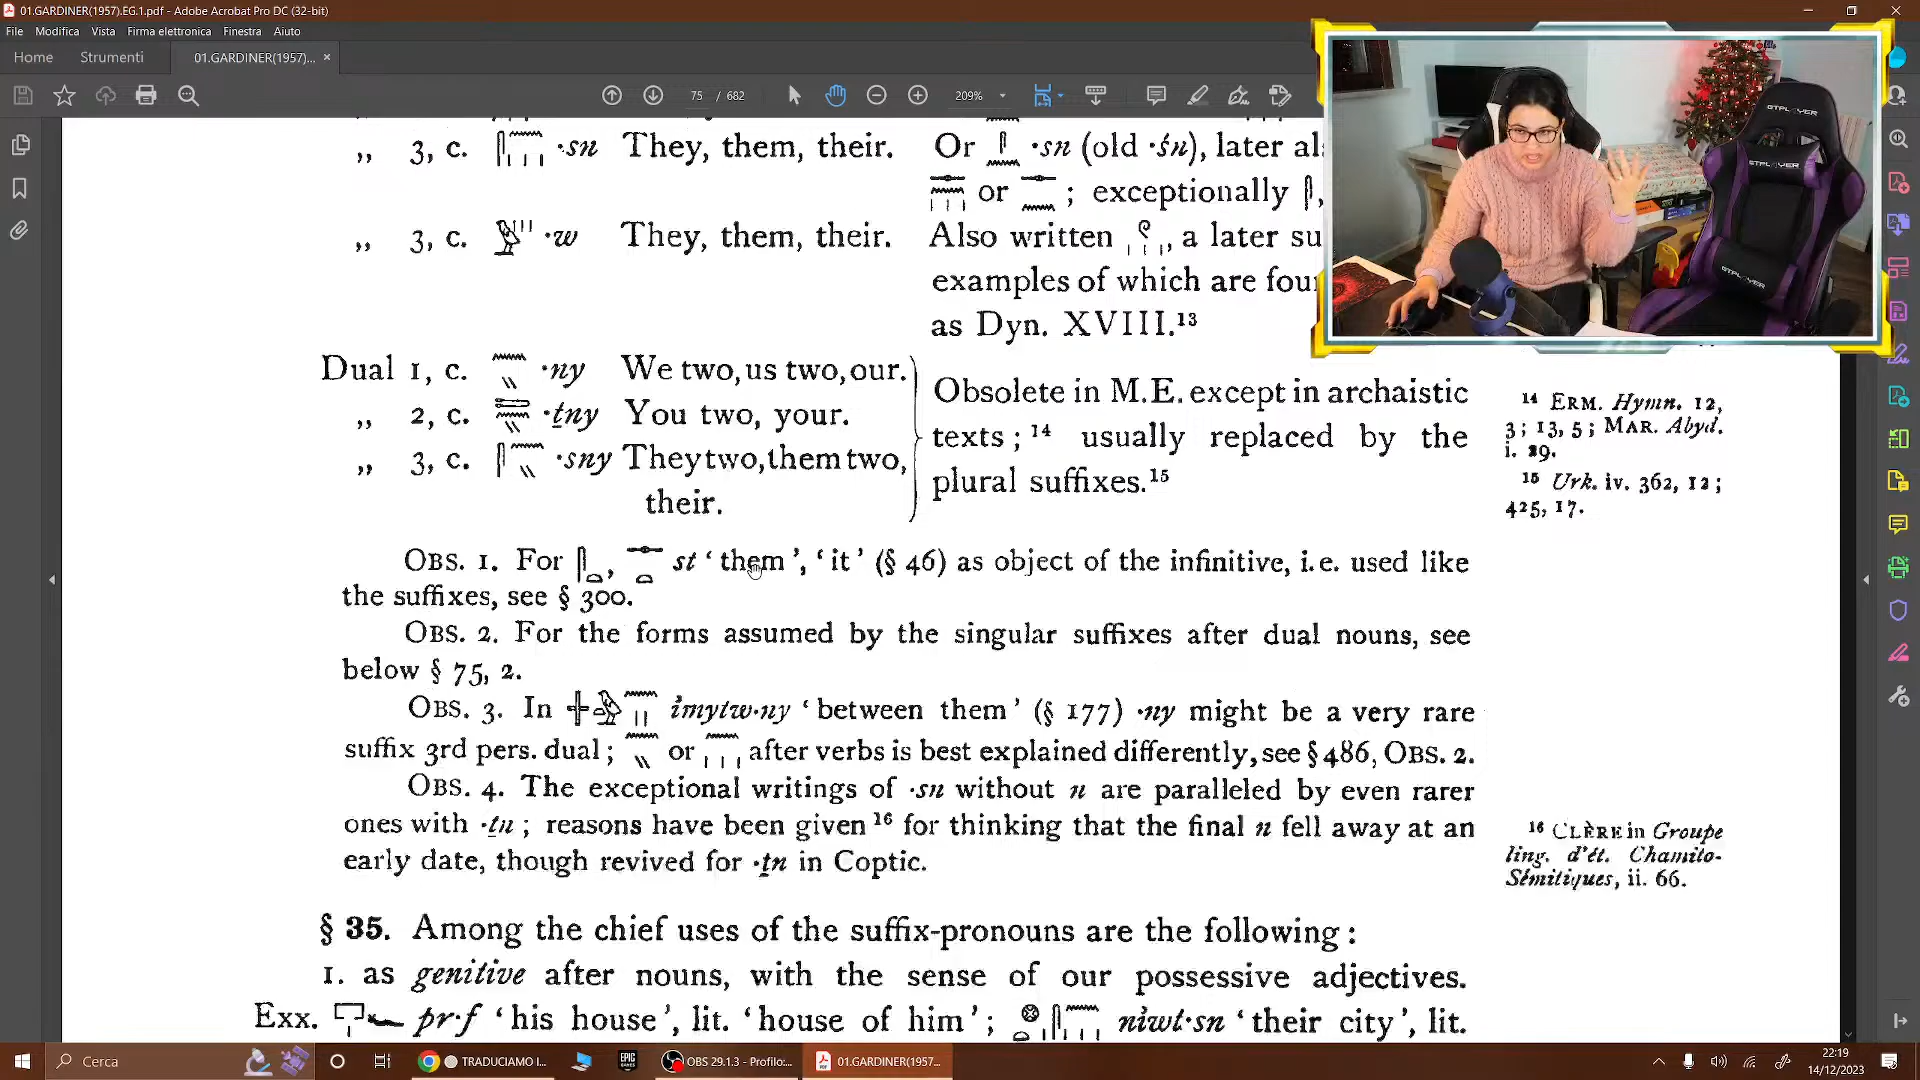 01.GARDINER(1957).EG.1.pdf - Adobe Acrobat Pro DC (32-bit)
File Modifica Vista Firma elettronica Finestra Aiuto
Home Strumenti 01.GARDINER(1957)... ×
75 / 682 209%
„ 3, c. ·sn They, them, their. Or ·sn (old ·śn), later al
or ; exceptionally
„ 3, c. ·w They, them, their. Also written , a later su
examples of which are fou
as Dyn. XVIII.¹³
Dual 1, c. ·ny We two, us two, our.
„ 2, c. ·ṯny You two, your.
„ 3, c. ·sny They two, them two,
their.
Obsolete in M.E. except in archaistic
texts ; ¹⁴ usually replaced by the
plural suffixes.¹⁵
¹⁴ ERM. Hymn. 12,
3; 13, 5; MAR. Abyd.
i. 29.
¹⁵ Urk. iv. 362, 12;
425, 17.
OBS. 1. For , st ‘them’, ‘it’ (§ 46) as object of the infinitive, i.e. used like
the suffixes, see § 300.
OBS. 2. For the forms assumed by the singular suffixes after dual nouns, see
below § 75, 2.
OBS. 3. In ỉmytw·ny ‘between them’ (§ 177) ·ny might be a very rare
suffix 3rd pers. dual; or after verbs is best explained differently, see § 486, OBS. 2.
OBS. 4. The exceptional writings of ·sn without n are paralleled by even rarer
ones with ·ṯn; reasons have been given ¹⁶ for thinking that the final n fell away at an
early date, though revived for ·ṯn in Coptic.
¹⁶ CLÈRE in Groupe
ling. d'ét. Chamito-
Sémitiques, ii. 66.
§ 35. Among the chief uses of the suffix-pronouns are the following:
1. as genitive after nouns, with the sense of our possessive adjectives.
Exx. pr·f ‘his house’, lit. ‘house of him’; nỉwt·sn ‘their city’, lit.
GTPLAYER
GTPLAYER
GTPLAYER
Cerca
TRADUCIAMO I...
EPIC GAMES
OBS 29.1.3 - Profilo:...
01.GARDINER(1957...
22:19
14/12/2023